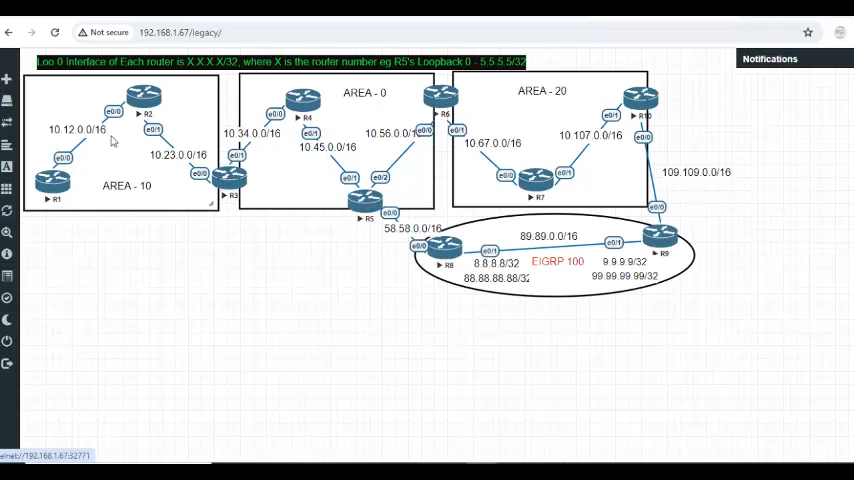 Not secure 192.168.1.67/legacy/
Loo 0 Interface of Each router is X.X.X.X/32, where X is the router number eg R5's Loopback 0 - 5.5.5.5/32
Notifications
R2
e0/0
10.12.0.0/16
e0/1
e0/0
10.23.0.0/16
e0/0
R1
AREA - 10
R3
e0/1
10.34.0.0/16
e0/0
R4
AREA - 0
e0/1
10.45.0.0/16
e0/1
e0/2
10.56.0.0/1
e0/0
R5
e0/0
R6
e0/1
AREA - 20
10.67.0.0/16
e0/0
R7
e0/1
10.107.0.0/16
e0/1
R10
e0/0
109.109.0.0/16
e0/0
58.58.0.0/16
e0/0
R8
e0/1
89.89.0.0/16
e0/1
R9
8.8.8.8/32
EIGRP 100
9.9.9.9/32
88.88.88.88/32
99.99.99.99/32
elnet://192.168.1.67:32771